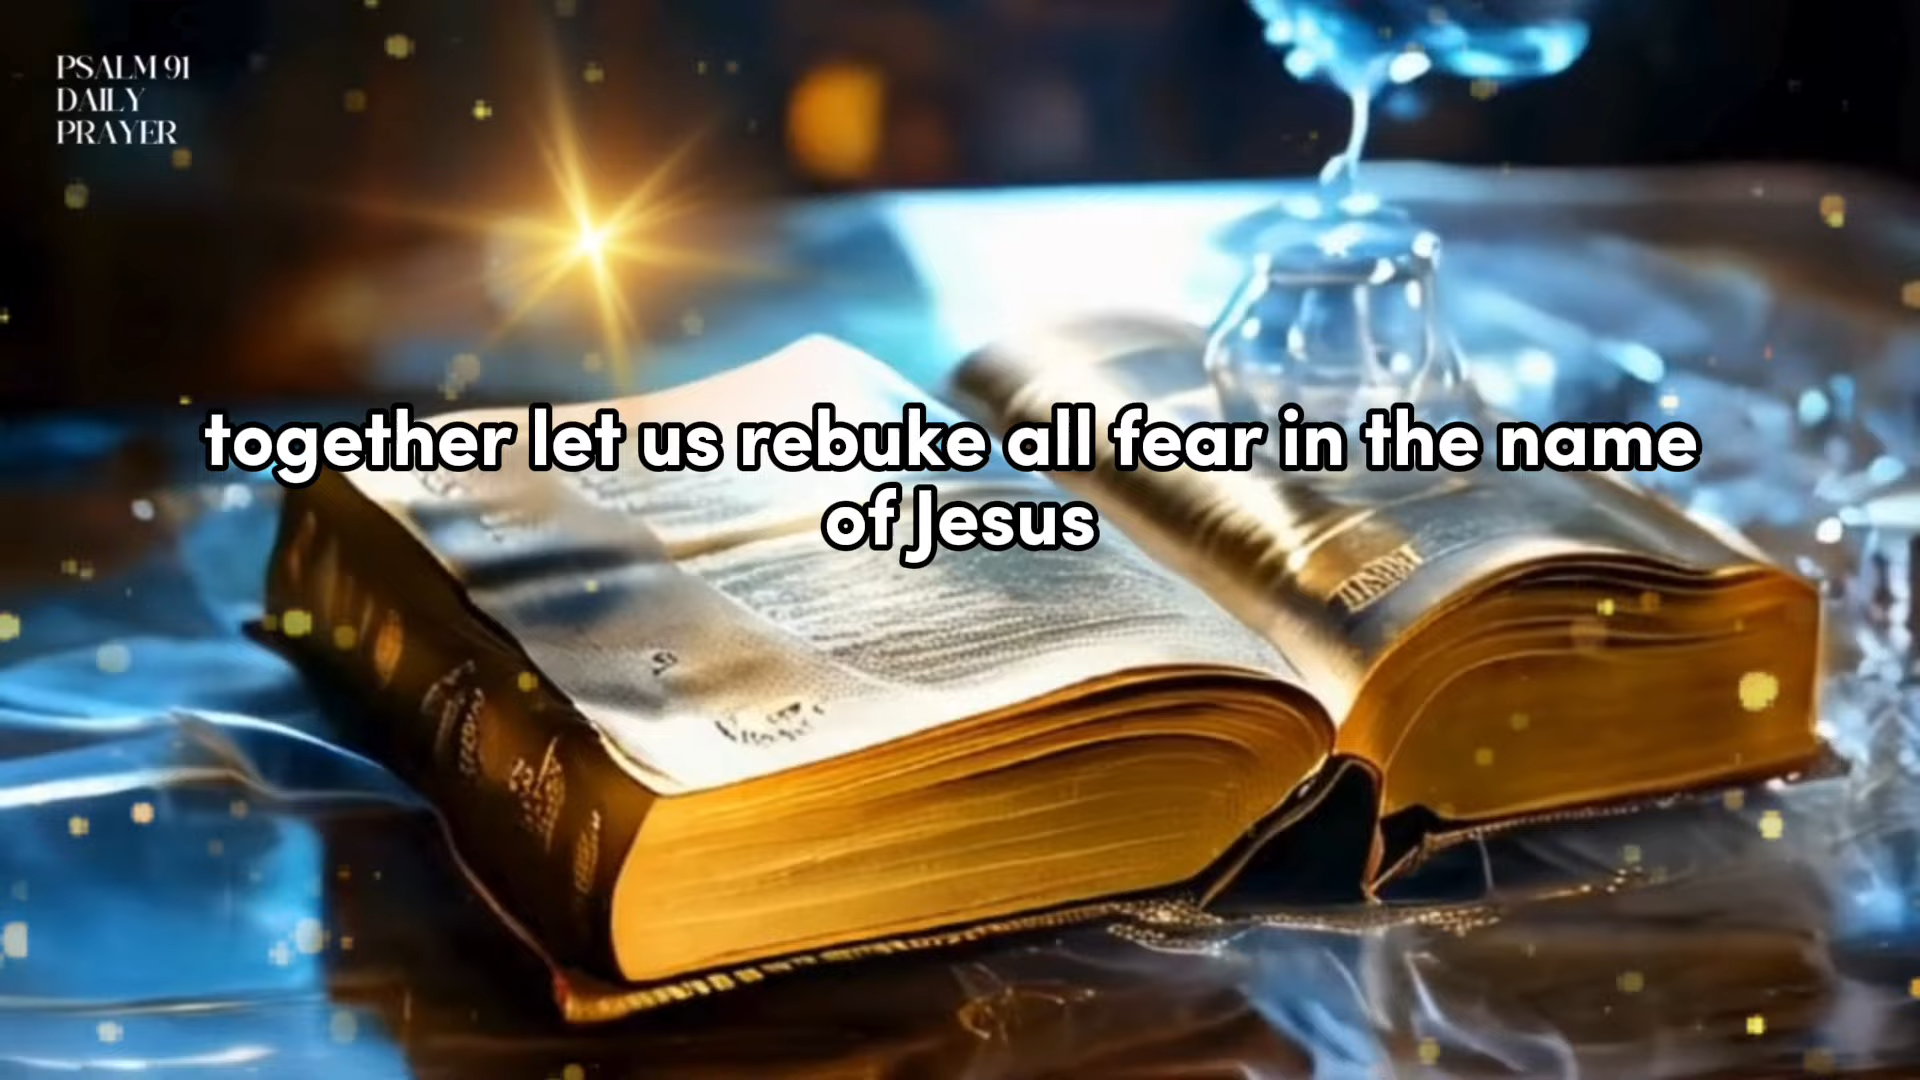 PSALM 91
DAILY
PRAYER
together let us rebuke all fear in the name
of Jesus